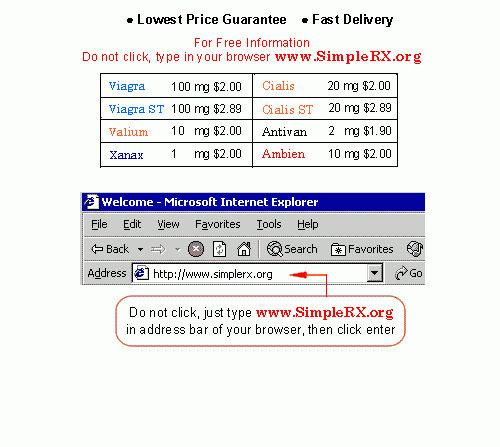 ● Lowest Price Guarantee ● Fast Delivery
For Free Information
Do not click, type in your browser www.SimpleRX.org
Viagra 100 mg $2.00 Cialis 20 mg $2.00
Viagra ST 100 mg $2.89 Cialis ST 20 mg $2.89
Valium 10 mg $2.00 Antivan 2 mg $1.90
Xanax 1 mg $2.00 Ambien 10 mg $2.00
Welcome - Microsoft Internet Explorer
File Edit View Favorites Tools Help
Back Search Favorites
Address http://www.simplerx.org Go
Do not click, just type www.SimpleRX.org
in address bar of your browser, then click enter